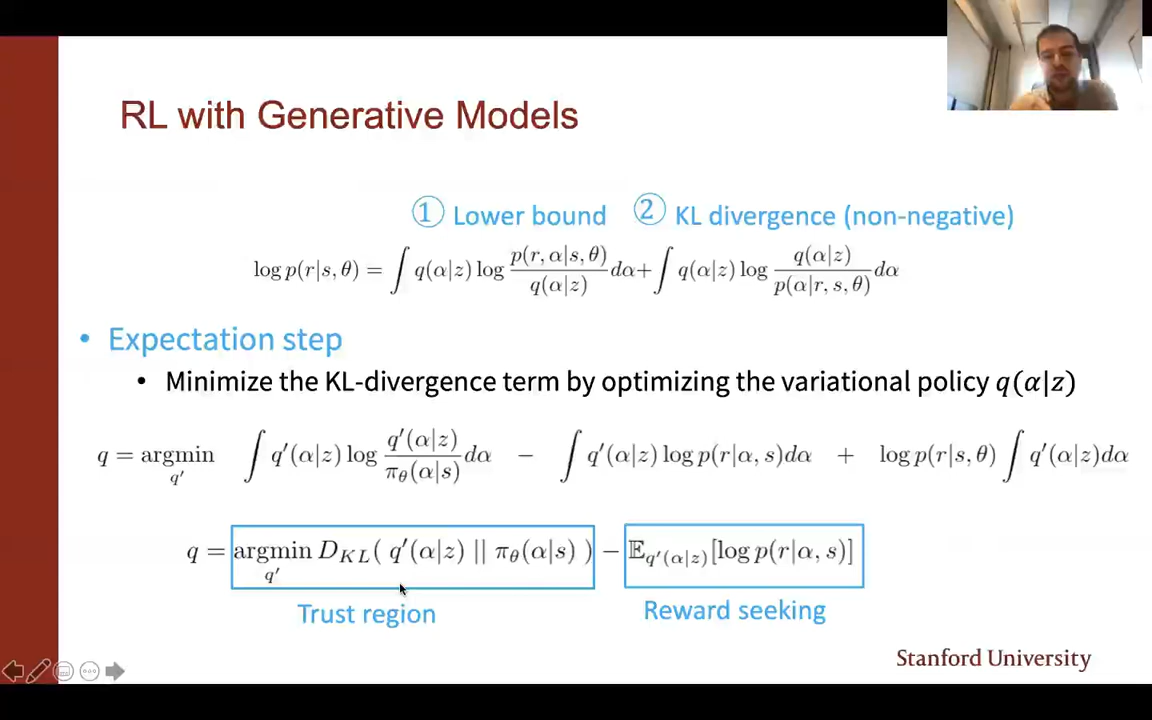 RL with Generative Models
① Lower bound ② KL divergence (non-negative)
log p(r|s, θ) = ∫ q(α|z) log p(r, α|s, θ) / q(α|z) dα + ∫ q(α|z) log q(α|z) / p(α|r, s, θ) dα
• Expectation step
• Minimize the KL-divergence term by optimizing the variational policy q(α|z)
q = argmin q′ ∫ q′(α|z) log q′(α|z) / π_θ(α|s) dα − ∫ q′(α|z) log p(r|α, s)dα + log p(r|s, θ) ∫ q′(α|z)dα
q = argmin q′ D_KL( q′(α|z) || π_θ(α|s) ) − 𝔼_q′(α|z)[log p(r|α, s)]
Trust region Reward seeking
Stanford University